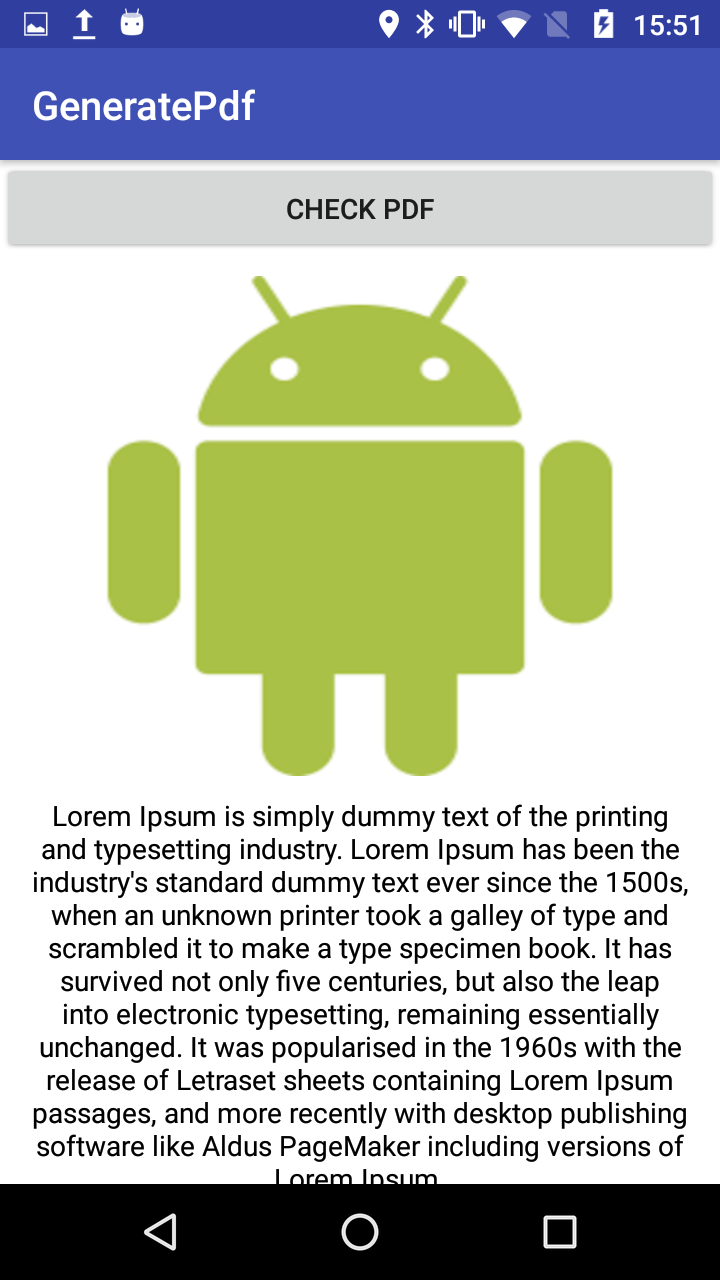 15:51
GeneratePdf
CHECK PDF
Lorem Ipsum is simply dummy text of the printing
and typesetting industry. Lorem Ipsum has been the
industry's standard dummy text ever since the 1500s,
when an unknown printer took a galley of type and
scrambled it to make a type specimen book. It has
survived not only five centuries, but also the leap
into electronic typesetting, remaining essentially
unchanged. It was popularised in the 1960s with the
release of Letraset sheets containing Lorem Ipsum
passages, and more recently with desktop publishing
software like Aldus PageMaker including versions of
Lorem Ipsum